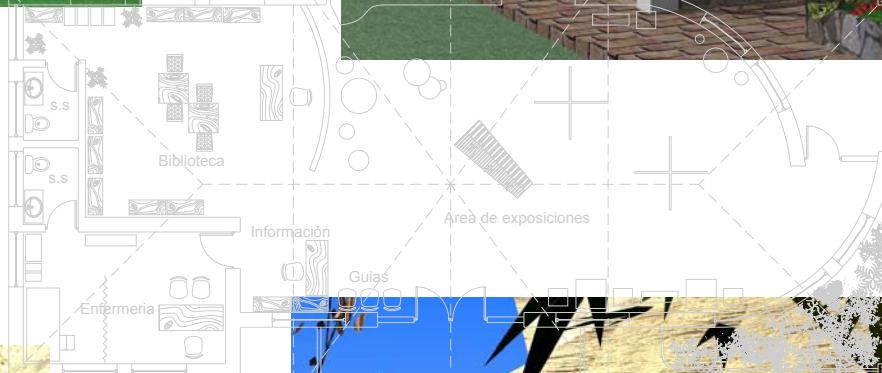 s.s
Biblioteca
s.s
Area de exposiciones
Información
Guias
Enfermeria